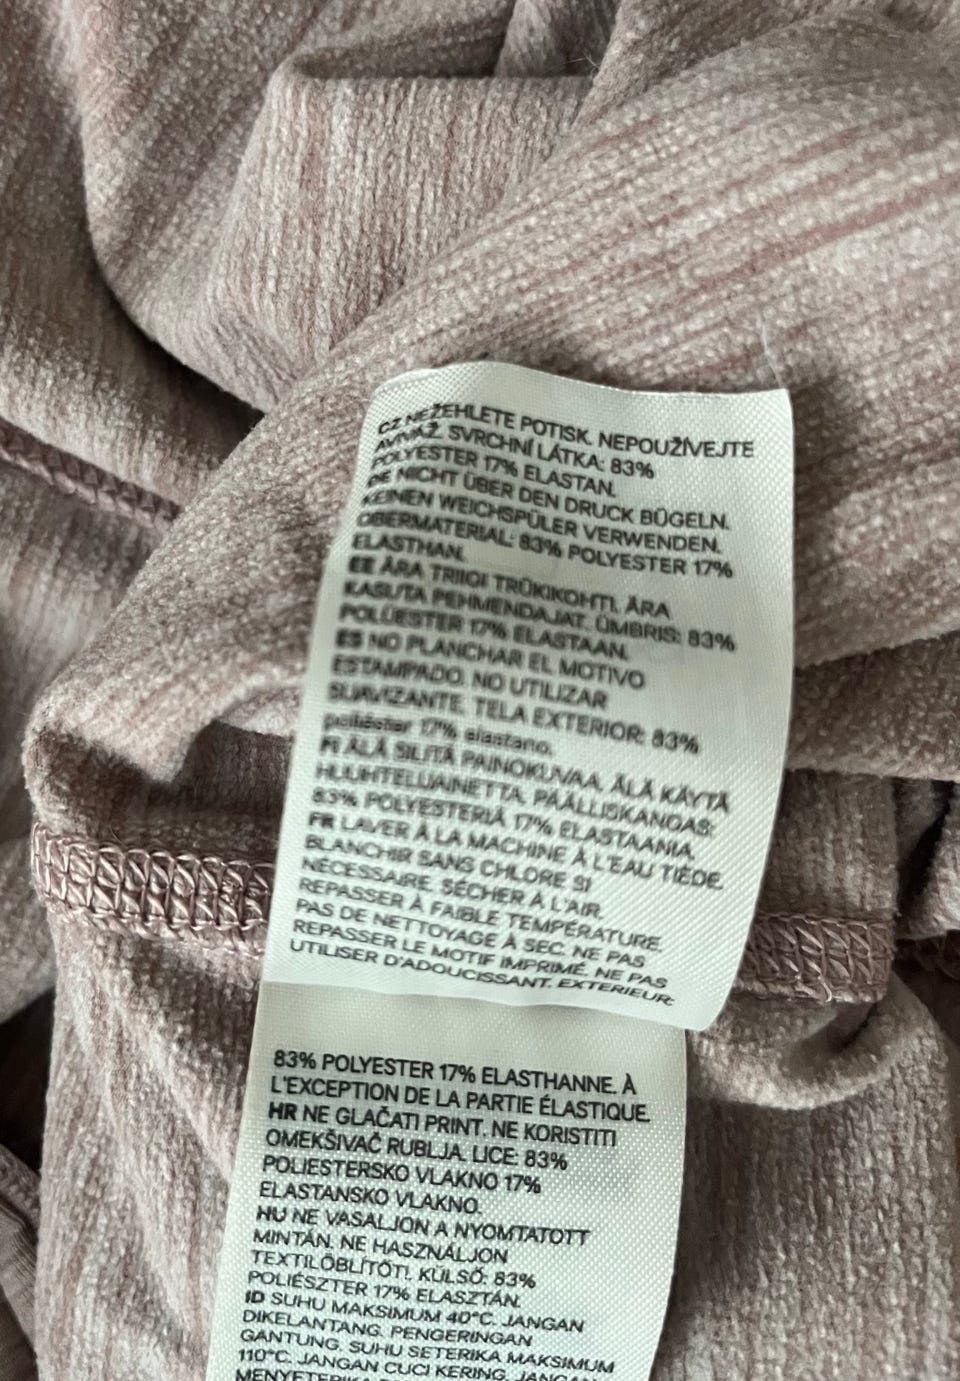 CZ NEŽEHLETE POTISK. NEPOUŽÍVEJTE
AVIVÁŽ. SVRCHNÍ LÁTKA: 83%
POLYESTER 17% ELASTAN.
DE NICHT ÜBER DEN DRUCK BÜGELN.
KEINEN WEICHSPÜLER VERWENDEN.
OBERMATERIAL: 83% POLYESTER 17%
ELASTHAN.
EE ÄRA TRIIGI TRÜKIKOHTI. ÄRA
KASUTA PEHMENDAJAT. ÜMBRIS: 83%
POLÜESTER 17% ELASTAAN.
ES NO PLANCHAR EL MOTIVO
ESTAMPADO. NO UTILIZAR
SUAVIZANTE. TELA EXTERIOR: 83%
poliéster 17% elastano.
FI ÄLÄ SILITÄ PAINOKUVAA. ÄLÄ KÄYTÄ
HUUHTELUAINETTA. PÄÄLLISKANGAS:
83% POLYESTERIÄ 17% ELASTAANIA.
FR LAVER À LA MACHINE À L'EAU TIÈDE.
BLANCHIR SANS CHLORE SI
NÉCESSAIRE. SÉCHER À L'AIR.
REPASSER À FAIBLE TEMPÉRATURE.
PAS DE NETTOYAGE À SEC. NE PAS
REPASSER LE MOTIF IMPRIMÉ. NE PAS
UTILISER D'ADOUCISSANT. EXTERIEUR:
83% POLYESTER 17% ELASTHANNE. À
L'EXCEPTION DE LA PARTIE ÉLASTIQUE.
HR NE GLAČATI PRINT. NE KORISTITI
OMEKŠIVAČ RUBLJA. LICE: 83%
POLIESTERSKO VLAKNO 17%
ELASTANSKO VLAKNO.
HU NE VASALJON A NYOMTATOTT
MINTÁN. NE HASZNÁLJON
TEXTILÖBLÍTŐT!. KÜLSŐ: 83%
POLIÉSZTER 17% ELASZTÁN.
ID SUHU MAKSIMUM 40°C. JANGAN
DIKELANTANG. PENGERINGAN
GANTUNG. SUHU SETERIKA MAKSIMUM
110°C. JANGAN CUCI KERING. JANGAN
MENYETERIKA